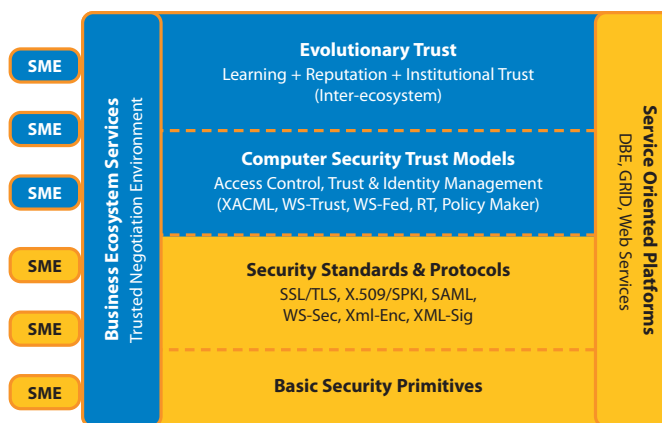 SME
SME
SME
SME
SME
SME
Business Ecosystem Services
Trusted Negotiation Environment
Evolutionary Trust
Learning + Reputation + Institutional Trust
(Inter-ecosystem)
Computer Security Trust Models
Access Control, Trust & Identity Management
(XACML, WS-Trust, WS-Fed, RT, Policy Maker)
Security Standards & Protocols
SSL/TLS, X.509/SPKI, SAML,
WS-Sec, Xml-Enc, XML-Sig
Basic Security Primitives
Service Oriented Platforms
DBE, GRID, Web Services